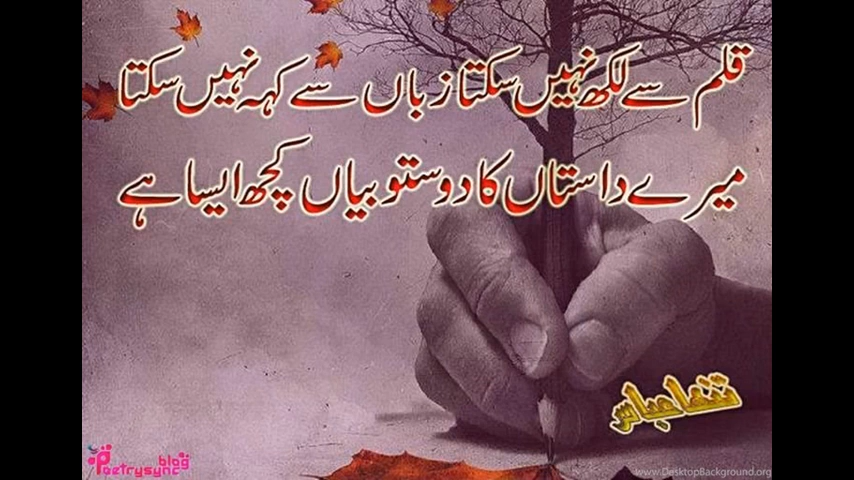 قلم سے لکھ نہیں سکتا زباں سے کہہ نہیں سکتا
میرے داستاں کا دوستو بیاں کچھ ایسا ہے
تنہا عباس
Poetrysync
blog
www.DesktopBackground.org